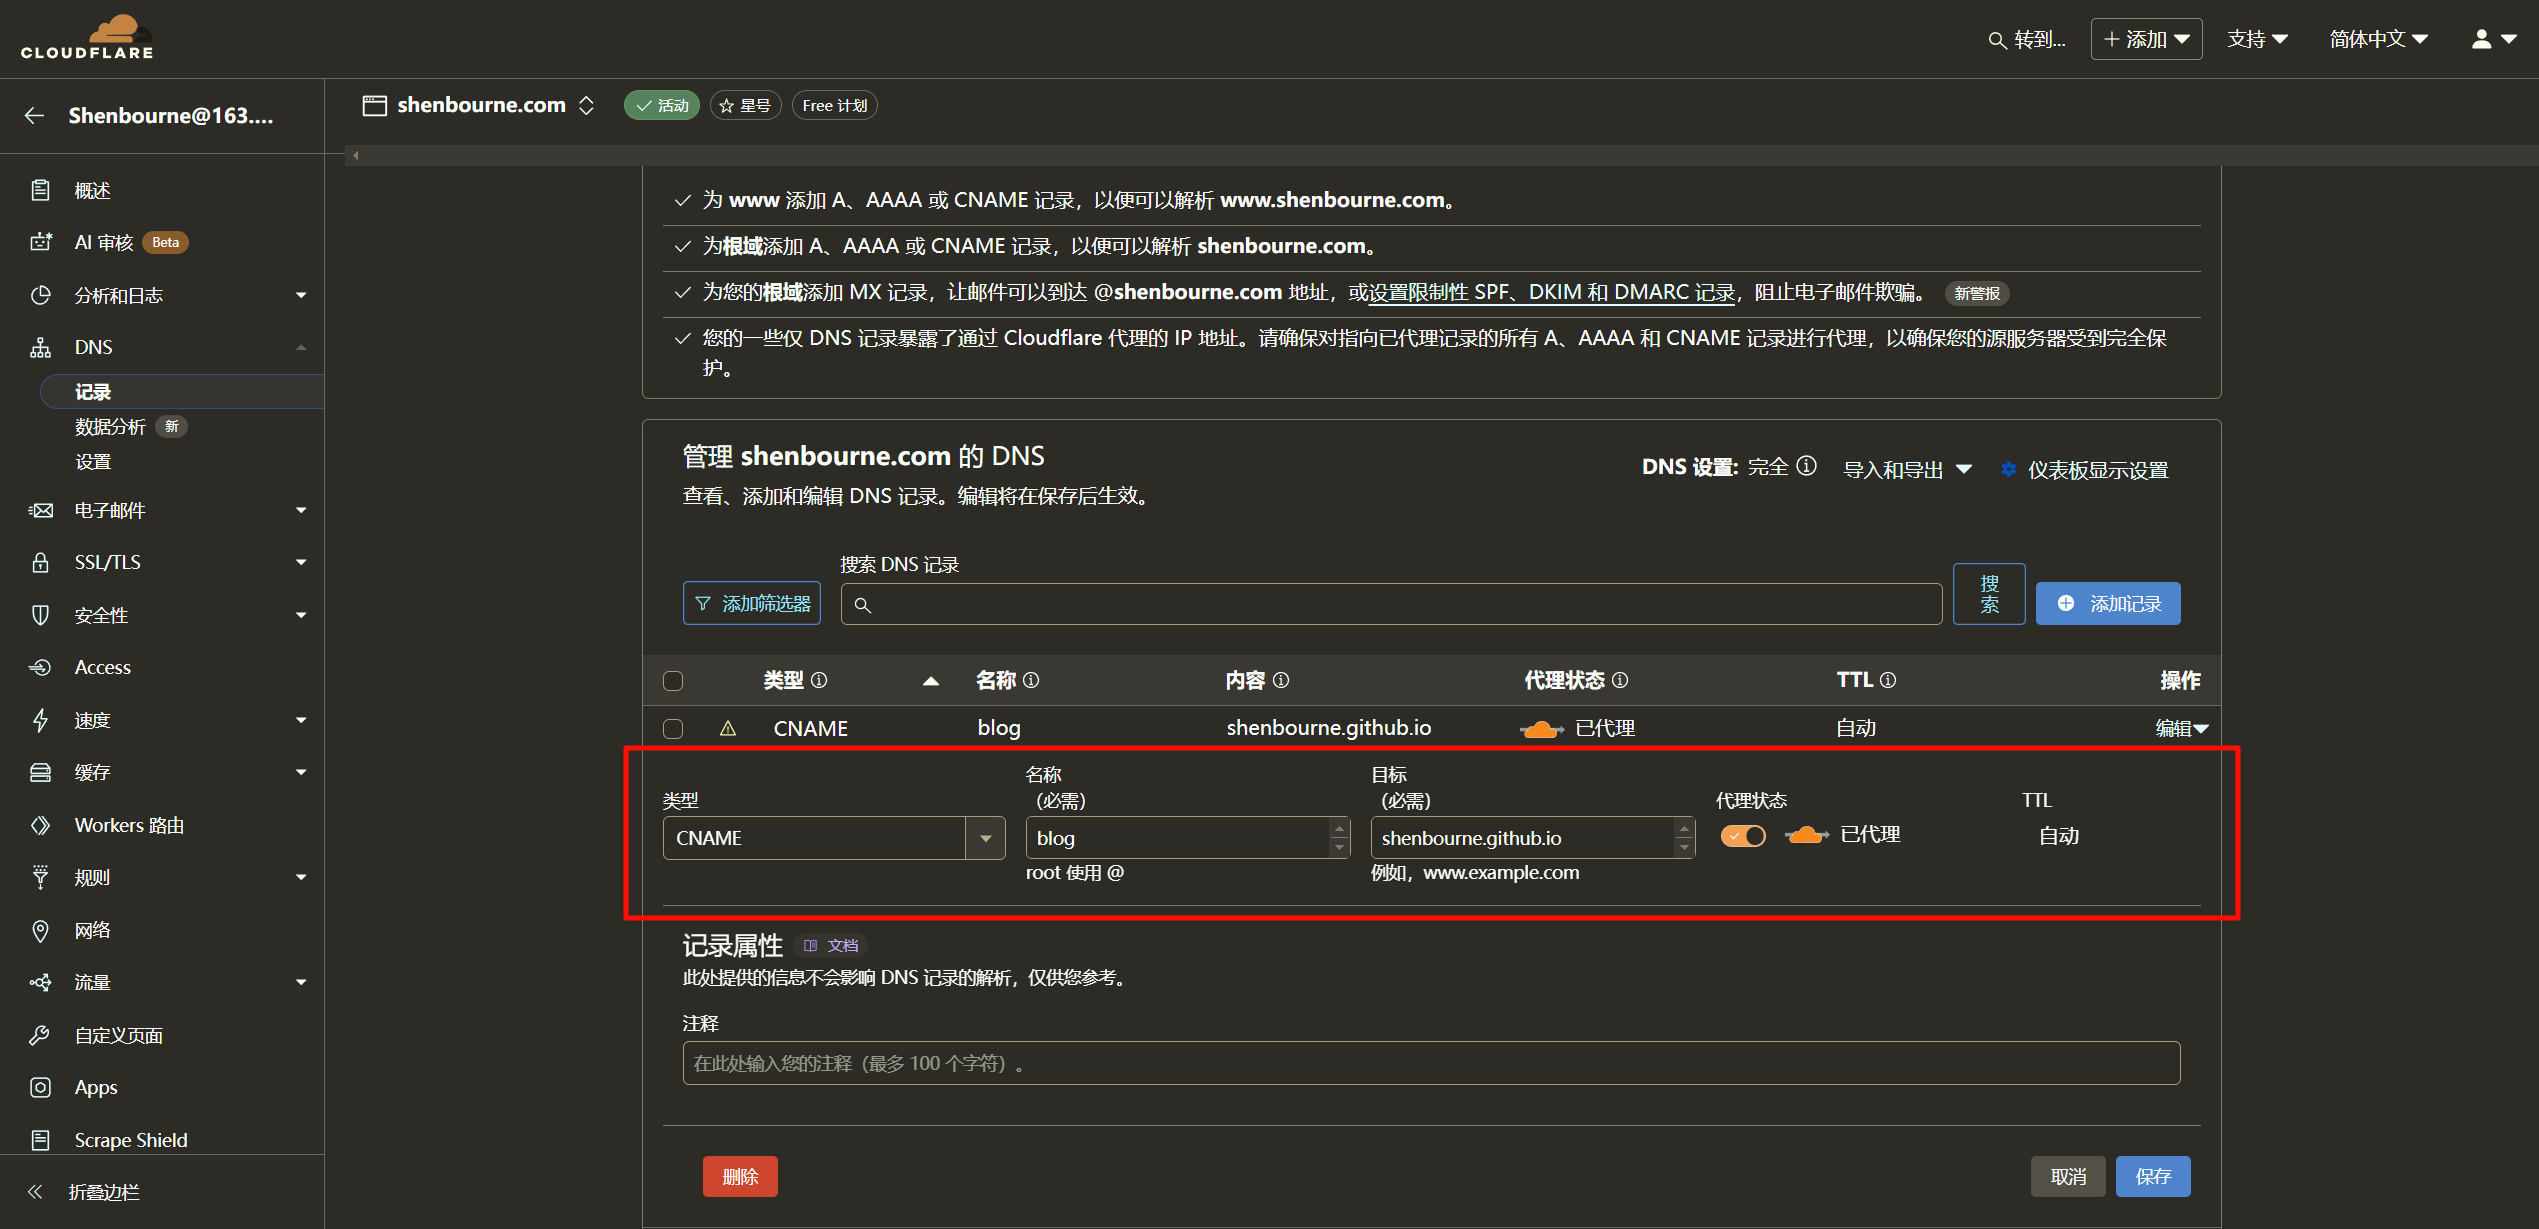 CLOUDFLARE
转到...
添加
支持
简体中文
Shenbourne@163....
shenbourne.com
活动
星号
Free 计划
概述
AI 审核 Beta
分析和日志
DNS
记录
数据分析 新
设置
电子邮件
SSL/TLS
安全性
Access
速度
缓存
Workers 路由
规则
网络
流量
自定义页面
Apps
Scrape Shield
折叠边栏
为 www 添加 A、AAAA 或 CNAME 记录，以便可以解析 www.shenbourne.com。
为根域添加 A、AAAA 或 CNAME 记录，以便可以解析 shenbourne.com。
为您的根域添加 MX 记录，让邮件可以到达 @shenbourne.com 地址，或设置限制性 SPF、DKIM 和 DMARC 记录，阻止电子邮件欺骗。 新警报
您的一些仅 DNS 记录暴露了通过 Cloudflare 代理的 IP 地址。请确保对指向已代理记录的所有 A、AAAA 和 CNAME 记录进行代理，以确保您的源服务器受到完全保
护。
管理 shenbourne.com 的 DNS
查看、添加和编辑 DNS 记录。编辑将在保存后生效。
DNS 设置: 完全
导入和导出
仪表板显示设置
搜索 DNS 记录
添加筛选器
搜
索
添加记录
类型 名称 内容 代理状态 TTL 操作
CNAME blog shenbourne.github.io 已代理 自动 编辑
类型
CNAME
名称
（必需）
blog
root 使用 @
目标
（必需）
shenbourne.github.io
例如，www.example.com
代理状态
已代理
TTL
自动
记录属性 文档
此处提供的信息不会影响 DNS 记录的解析，仅供您参考。
注释
在此处输入您的注释（最多 100 个字符）。
删除
取消
保存